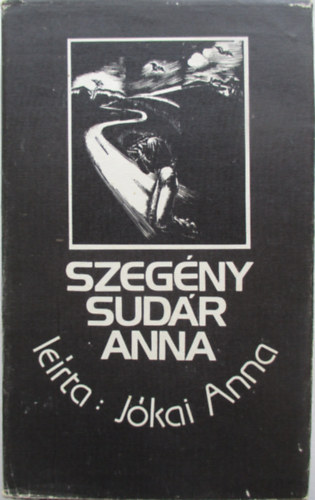 SZEGÉNY
SUDÁR
ANNA
leírta: Jókai Anna